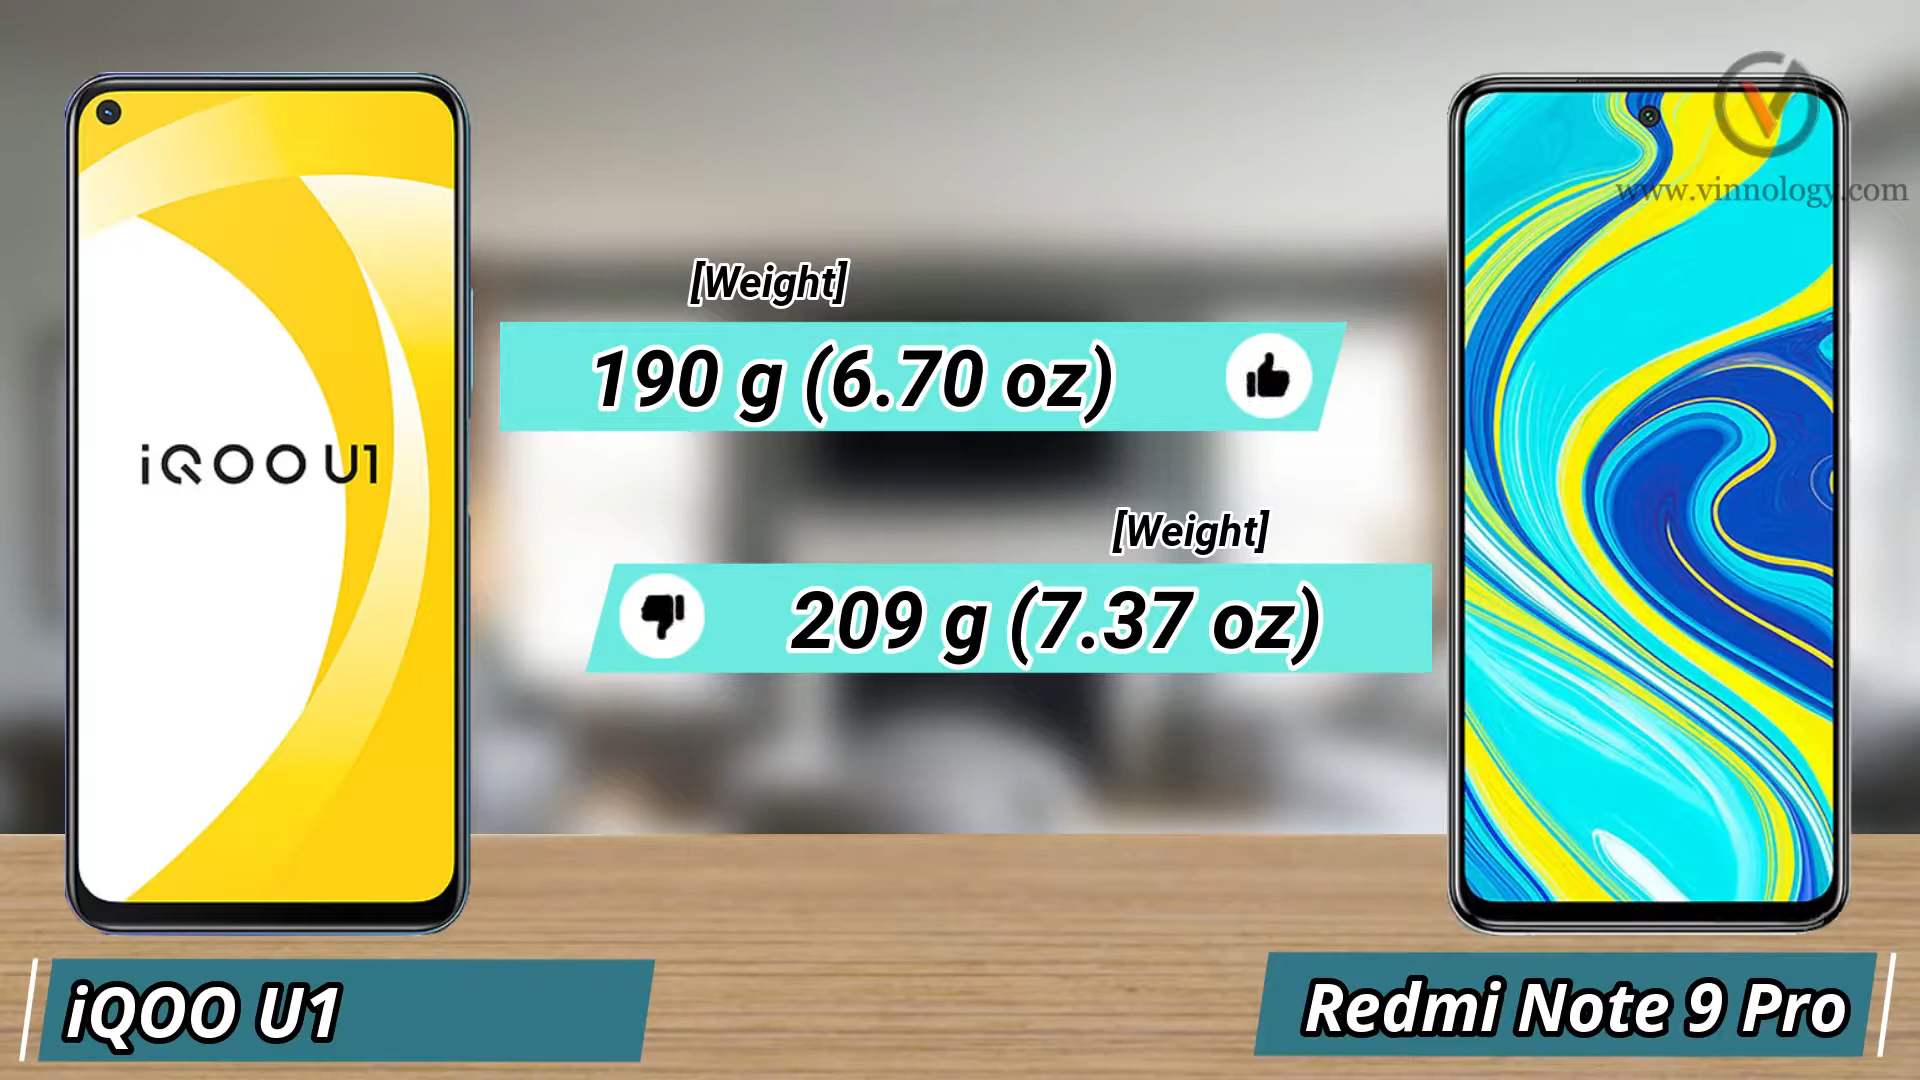 www.vinnology.com
[Weight]
190 g (6.70 oz)
iQOO U1
[Weight]
209 g (7.37 oz)
iQOO U1
Redmi Note 9 Pro